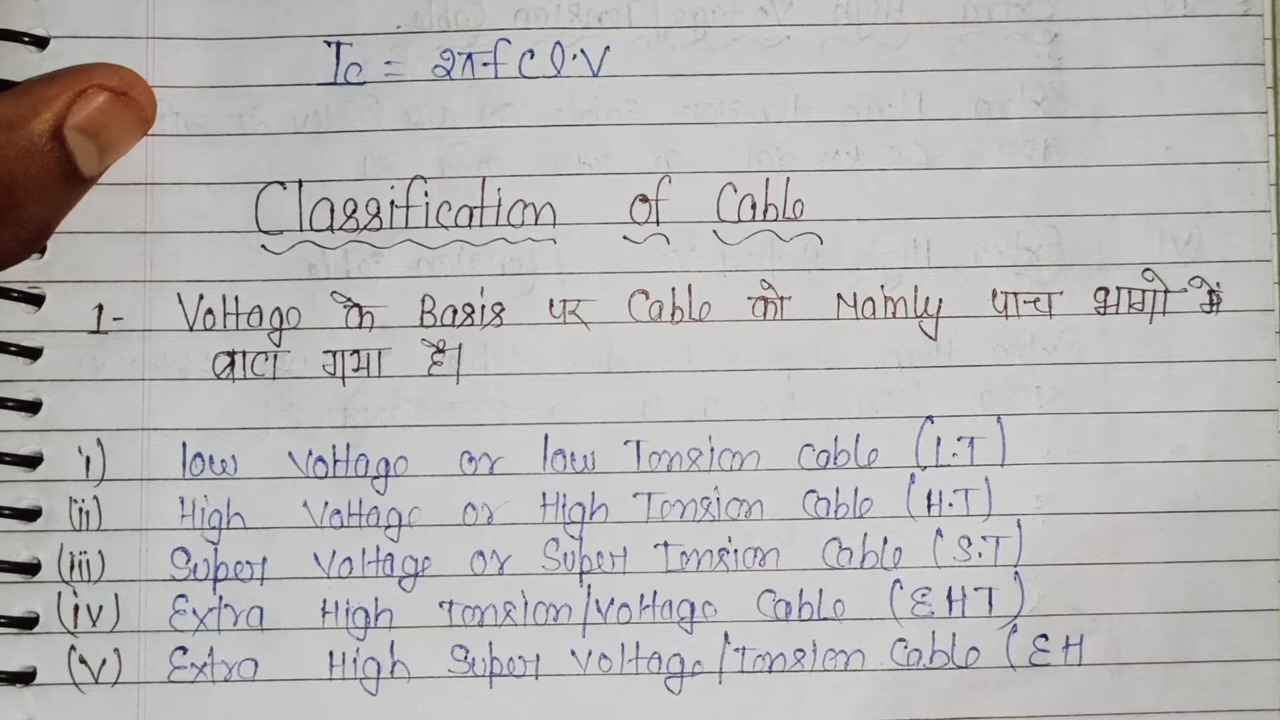 Ic = 2πfCl.V
Classification of Cable
1- Voltage के Basis पर Cable को Mainly पान्च भागो में
बाटा गया है।
i) low voltage or low Tension Cable (L.T)
(ii) High Voltage or High Tension Cable (H.T)
(iii) Super Voltage or Super Tension Cable (S.T)
(iv) Extra High Tension/Voltage Cable (EHT)
(V) Extra High Super Voltage/Tension Cable (EH